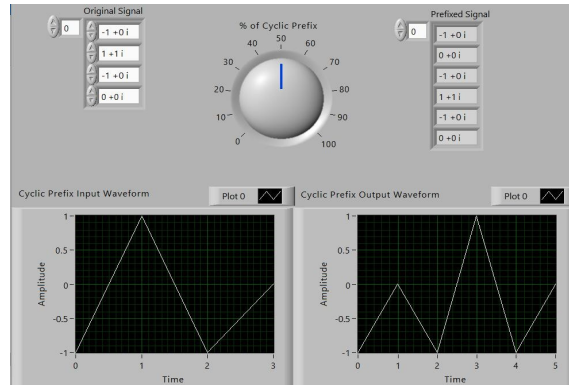 Original Signal
0
-1 +0 i
1 +1 i
-1 +0 i
0 +0 i
% of Cyclic Prefix
0
10
20
30
40
50
60
70
80
90
100
Prefixed Signal
0
-1 +0 i
0 +0 i
-1 +0 i
1 +1 i
-1 +0 i
0 +0 i
Cyclic Prefix Input Waveform
Plot 0
Amplitude
1
0.5
0
-0.5
-1
0 1 2 3
Time
Cyclic Prefix Output Waveform
Plot 0
Amplitude
1
0.5
0
-0.5
-1
0 1 2 3 4 5
Time